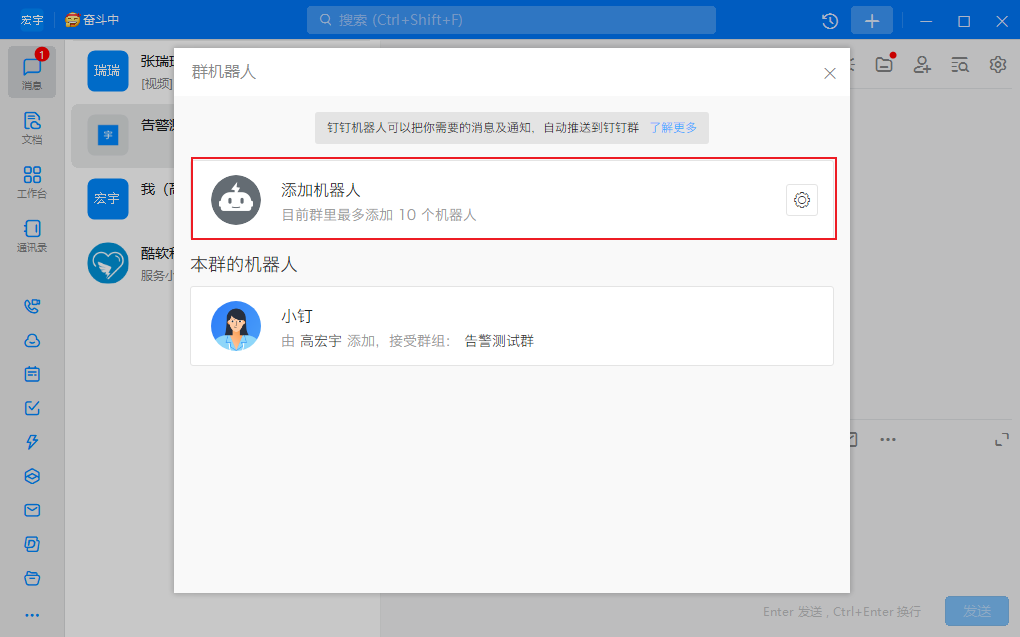 宏宇
奋斗中
搜索 (Ctrl+Shift+F)
1
消息
文档
工作台
通讯录
瑞瑞
张瑞
[视频]
宇
告警
宏宇
我（
酷软
服务小
群机器人
钉钉机器人可以把你需要的消息及通知，自动推送到钉钉群 了解更多
添加机器人
目前群里最多添加 10 个机器人
本群的机器人
小钉
由 高宏宇 添加，接受群组： 告警测试群
Enter 发送 , Ctrl+Enter 换行
发送